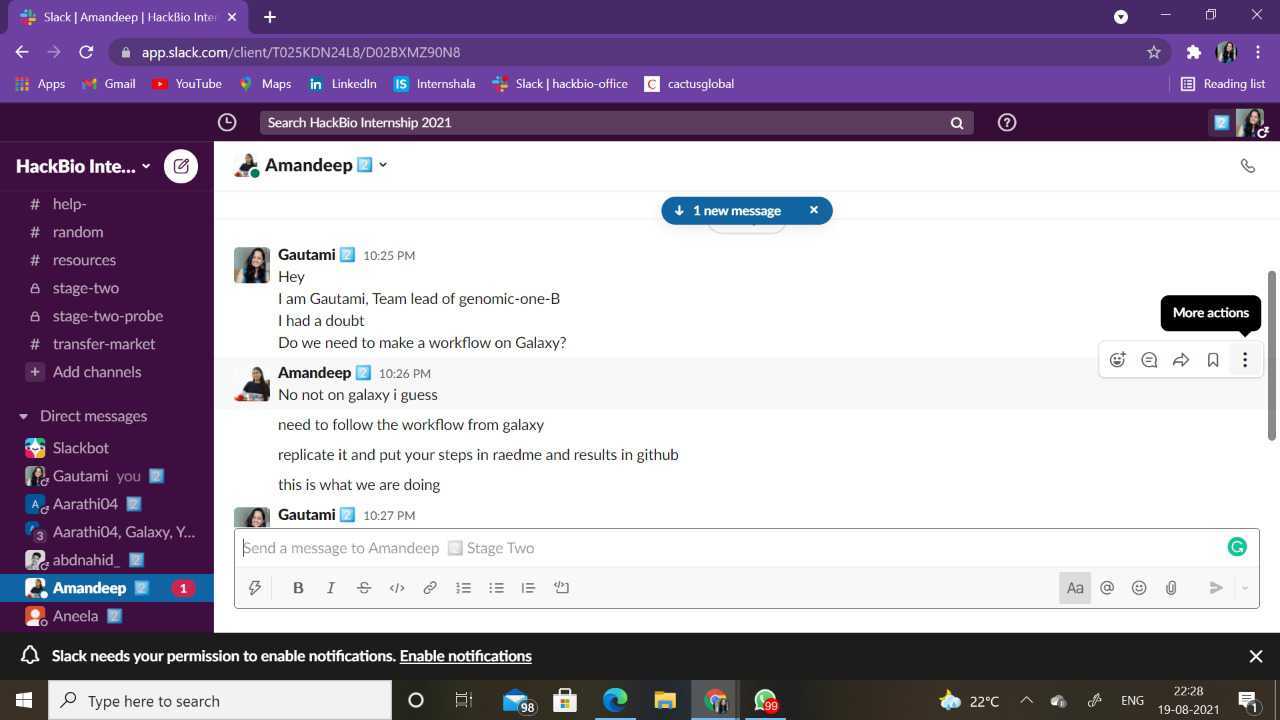 Slack | Amandeep | HackBio Inter
app.slack.com/client/T025KDN24L8/D02BXMZ90N8
Apps Gmail YouTube Maps LinkedIn Internshala Slack | hackbio-office cactusglobal Reading list
Search HackBio Internship 2021
HackBio Inte...
# help-
# random
# resources
stage-two
stage-two-probe
# transfer-market
+ Add channels
Direct messages
Slackbot
Gautami you 2
A Aarathi04 2
3 Aarathi04, Galaxy, Y...
abdnahid_ 2
Amandeep 2 1
Aneela 2
Amandeep 2
1 new message
Gautami 2 10:25 PM
Hey
I am Gautami, Team lead of genomic-one-B
I had a doubt
Do we need to make a workflow on Galaxy?
More actions
Amandeep 2 10:26 PM
No not on galaxy i guess
need to follow the workflow from galaxy
replicate it and put your steps in raedme and results in github
this is what we are doing
Gautami 2 10:27 PM
Send a message to Amandeep 2 Stage Two
B I S Aa @
Slack needs your permission to enable notifications. Enable notifications
Type here to search 98 99 22°C ENG 22:28
19-08-2021 1